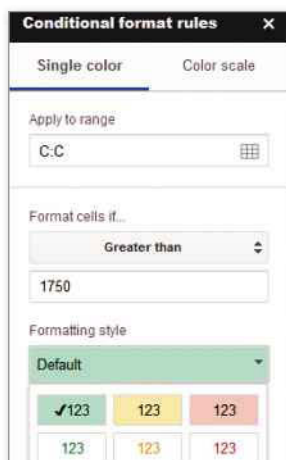 Conditional format rules ×
Single color Color scale
Apply to range
C:C
Format cells if...
Greater than
1750
Formatting style
Default
✓123 123 123
123 123 123